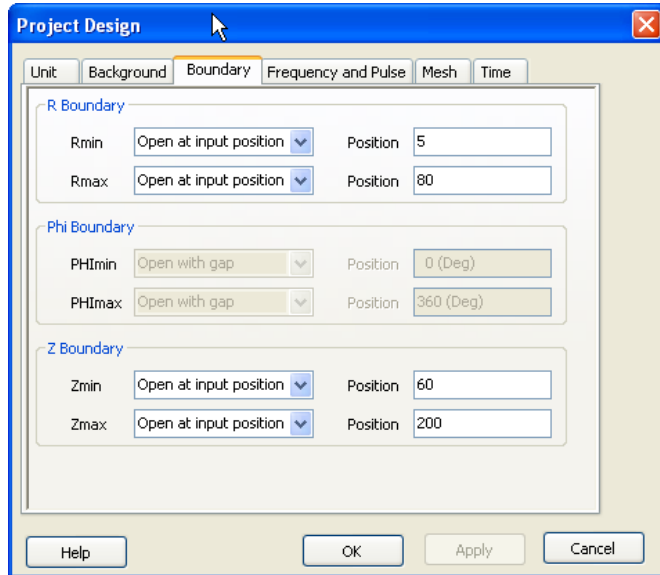 Project Design
Unit Background Boundary Frequency and Pulse Mesh Time
R Boundary
Rmin Open at input position Position 5
Rmax Open at input position Position 80
Phi Boundary
PHImin Open with gap Position 0 (Deg)
PHImax Open with gap Position 360 (Deg)
Z Boundary
Zmin Open at input position Position 60
Zmax Open at input position Position 200
Help OK Apply Cancel